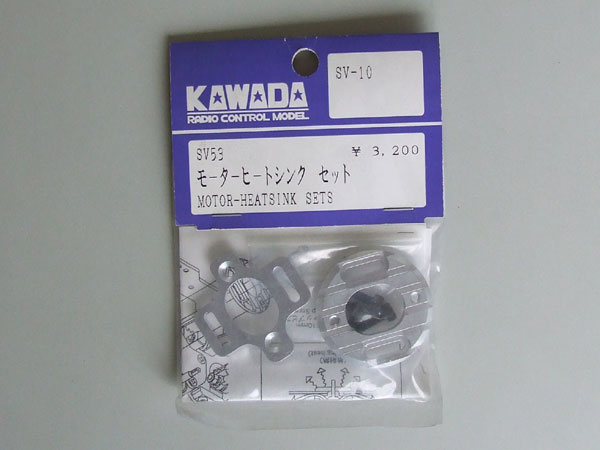 KAWADA
RADIO CONTROL MODEL
SV-10
SV53 ¥ 3,200
モーターヒートシンク セット
MOTOR-HEATSINK SETS